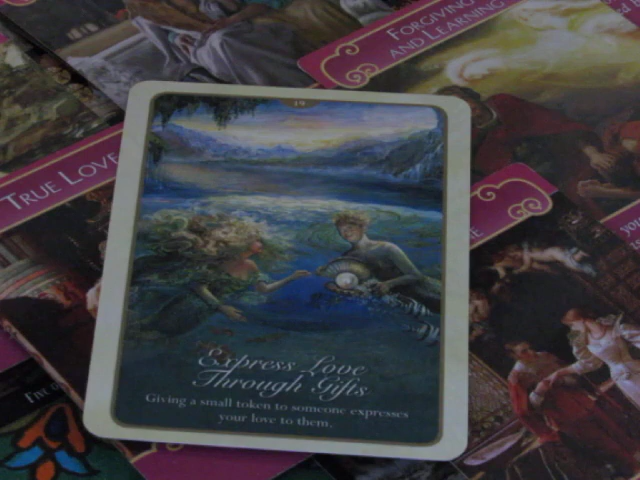 FORGIVING
AND LEARNING
TRUE LOVE
19
Express Love
Through Gifts
Giving a small token to someone expresses
your love to them.